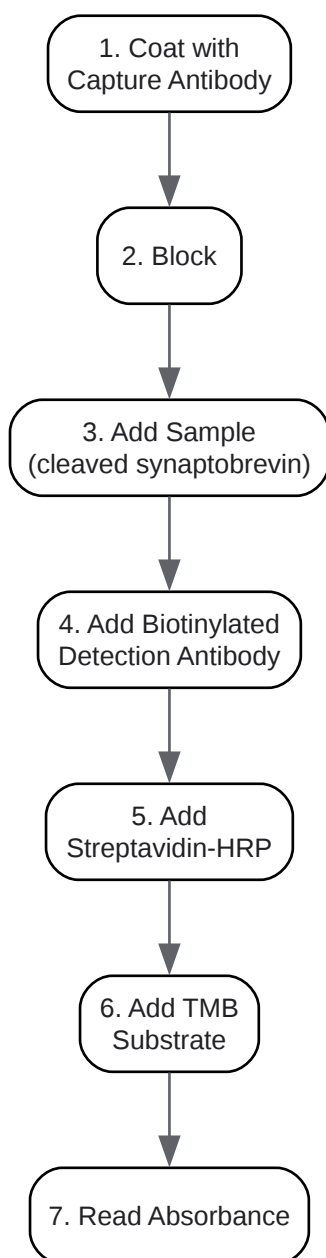 1. Coat with
Capture Antibody
2. Block
3. Add Sample
(cleaved synaptobrevin)
4. Add Biotinylated
Detection Antibody
5. Add
Streptavidin-HRP
6. Add TMB
Substrate
7. Read Absorbance